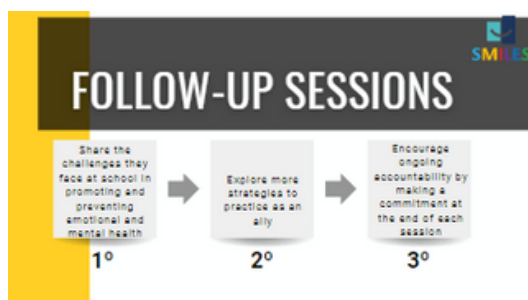 SMILES
FOLLOW-UP SESSIONS
Share the
challenges they
face at school in
promoting and
preventing
emotional and
mental health
Explore more
strategies to
practice as an
ally
Encourage
ongoing
accountability by
making a
commitment at
the end of each
session
1º
2º
3º